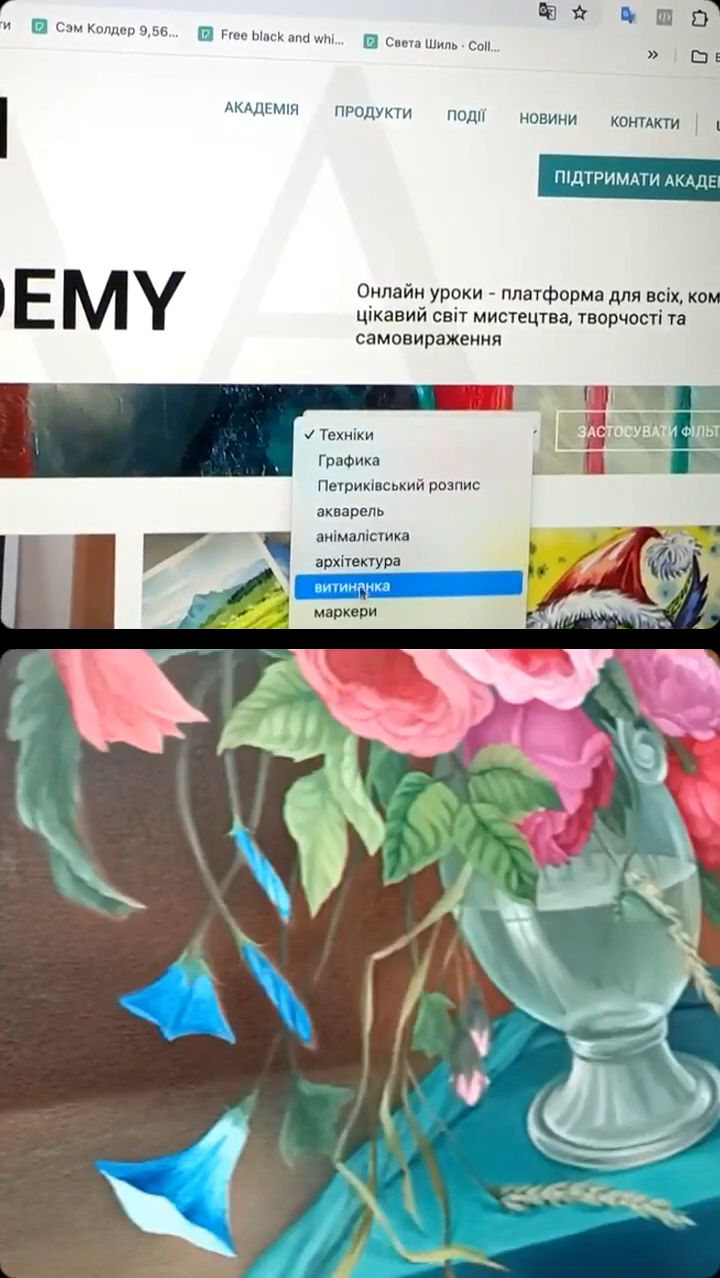 Сэм Колдер 9,56...
Free black and whi...
Света Шиль · Coll...
»
АКАДЕМІЯ
ПРОДУКТИ
ПОДІЇ
НОВИНИ
КОНТАКТИ
ПІДТРИМАТИ АКАДЕ
DEMY
Онлайн уроки - платформа для всіх, ком
цікавий світ мистецтва, творчості та
самовираження
✓ Техніки
ЗАСТОСУВАТИ ФІЛЬТ
Графика
Петриківський розпис
акварель
анімалістика
архітектура
витинанка
маркери